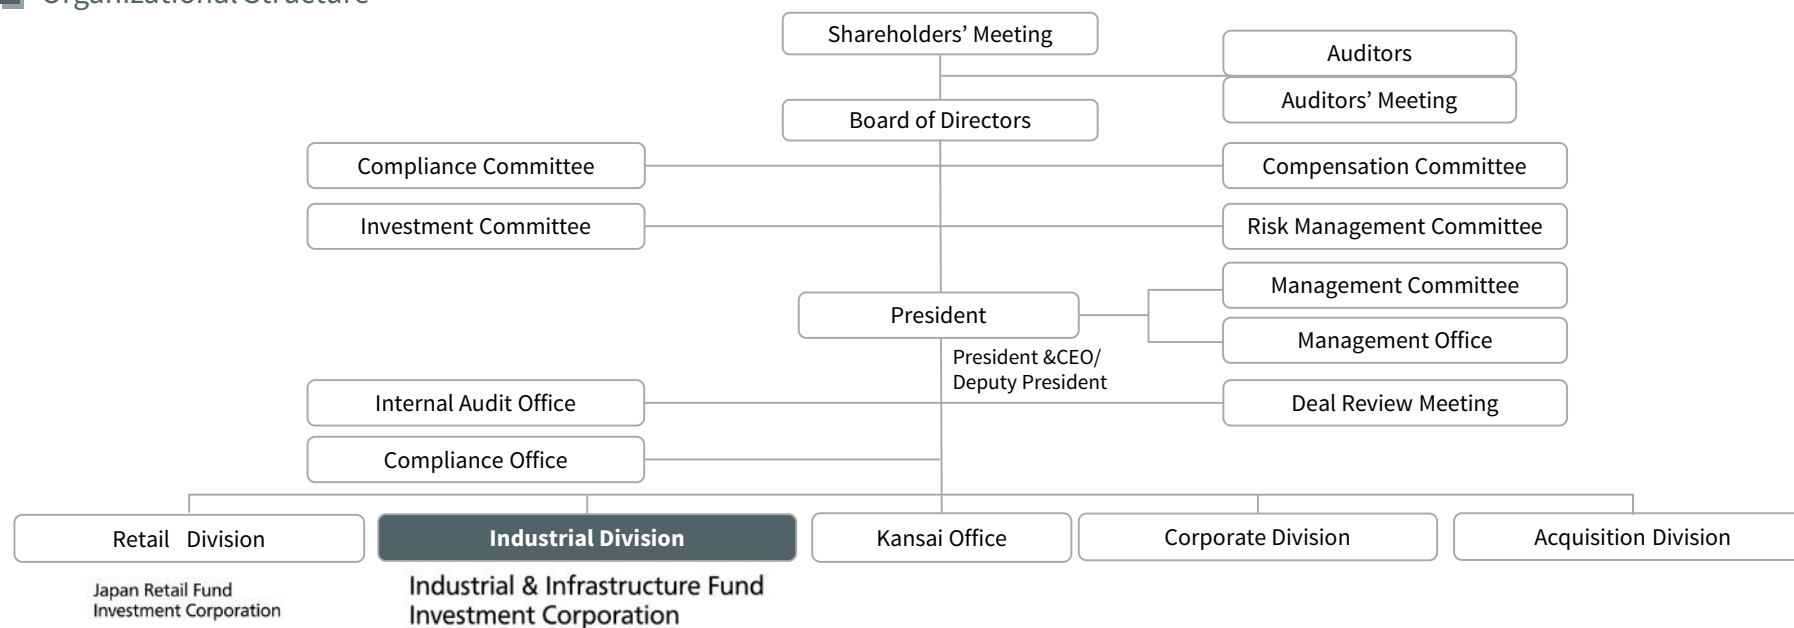 Organizational Structure
Shareholders’ Meeting
Auditors
Auditors’ Meeting
Board of Directors
Compliance Committee
Compensation Committee
Investment Committee
Risk Management Committee
Management Committee
President
Management Office
President &CEO/
Deputy President
Internal Audit Office
Deal Review Meeting
Compliance Office
Retail Division
Industrial Division
Kansai Office
Corporate Division
Acquisition Division
Japan Retail Fund
Investment Corporation
Industrial & Infrastructure Fund
Investment Corporation